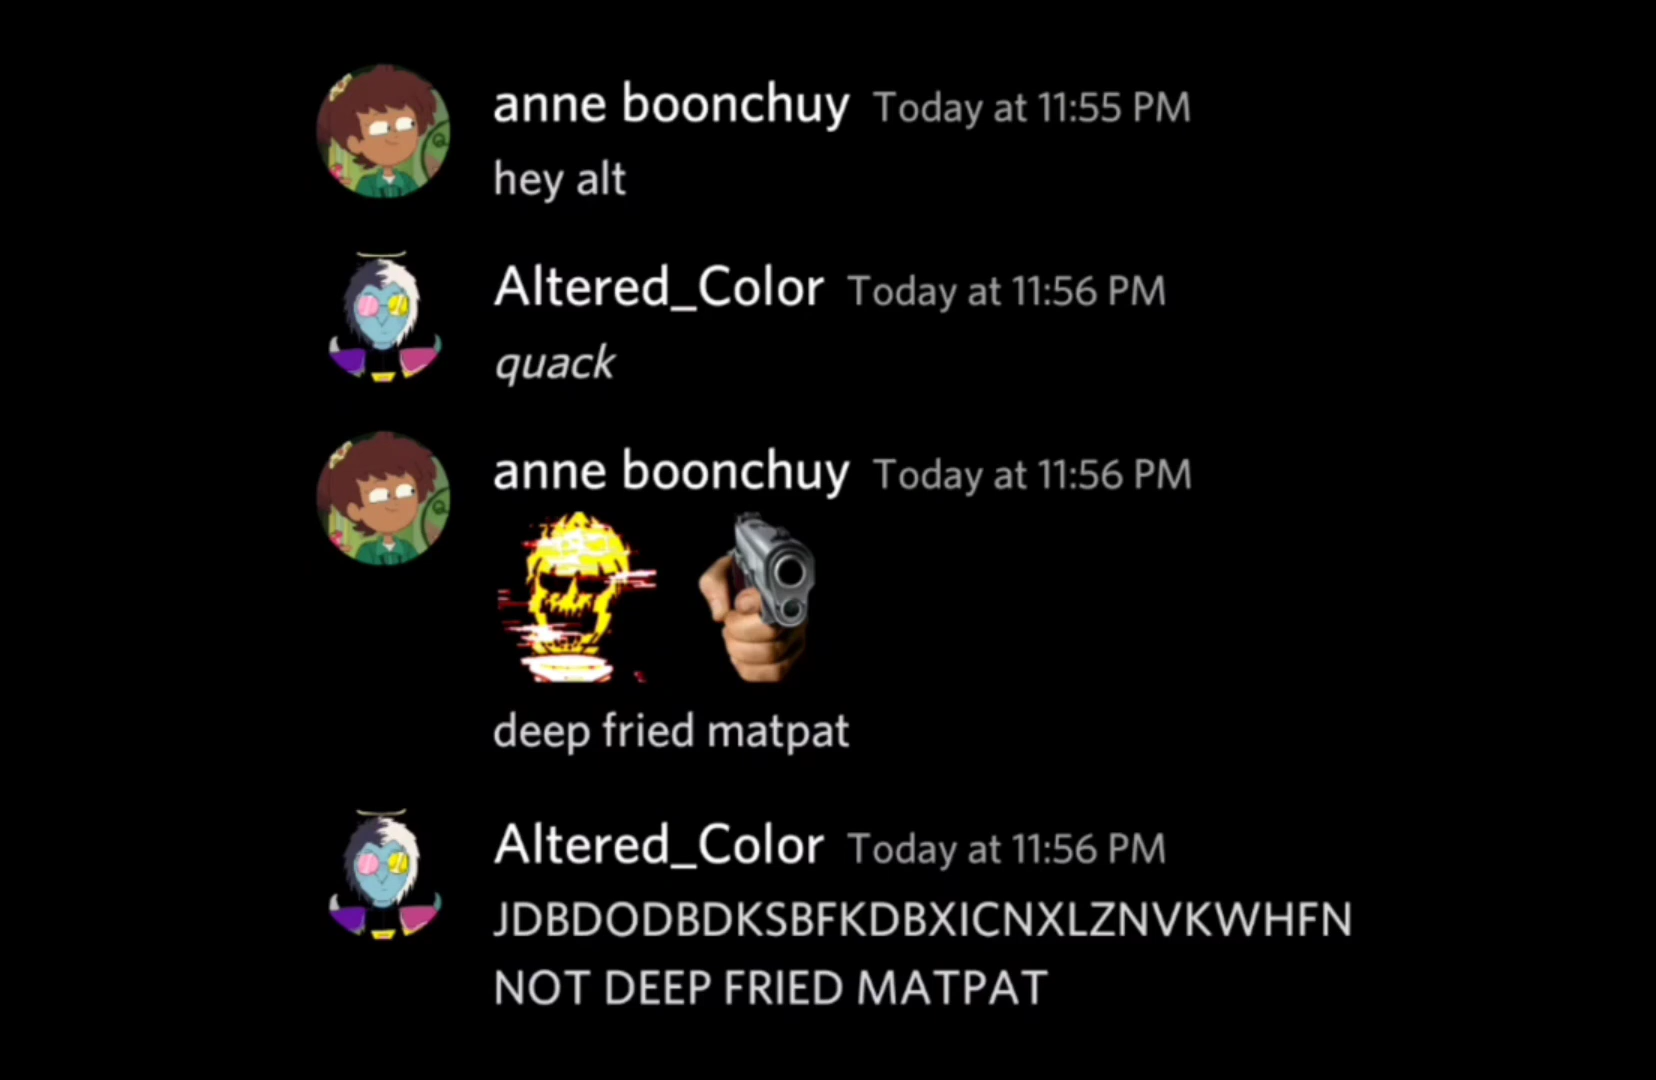 anne boonchuy Today at 11:55 PM
hey alt
Altered_Color Today at 11:56 PM
quack
anne boonchuy Today at 11:56 PM
deep fried matpat
Altered_Color Today at 11:56 PM
JDBDODBDKSBFKDBXICNXLZNVKWHFN
NOT DEEP FRIED MATPAT